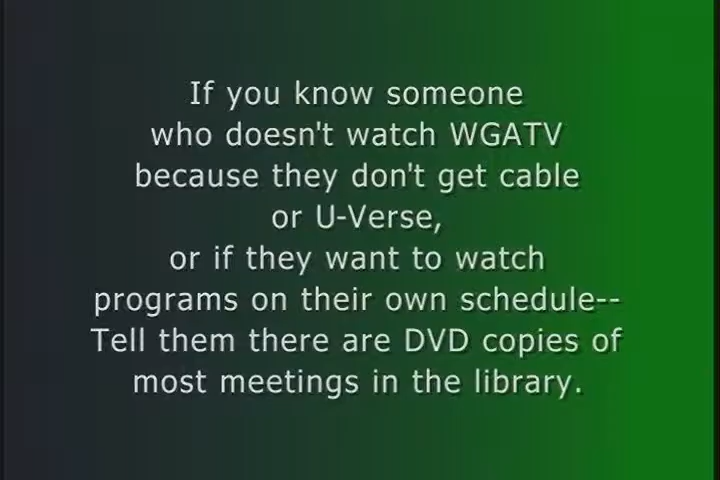 If you know someone
who doesn't watch WGATV
because they don't get cable
or U-Verse,
or if they want to watch
programs on their own schedule--
Tell them there are DVD copies of
most meetings in the library.